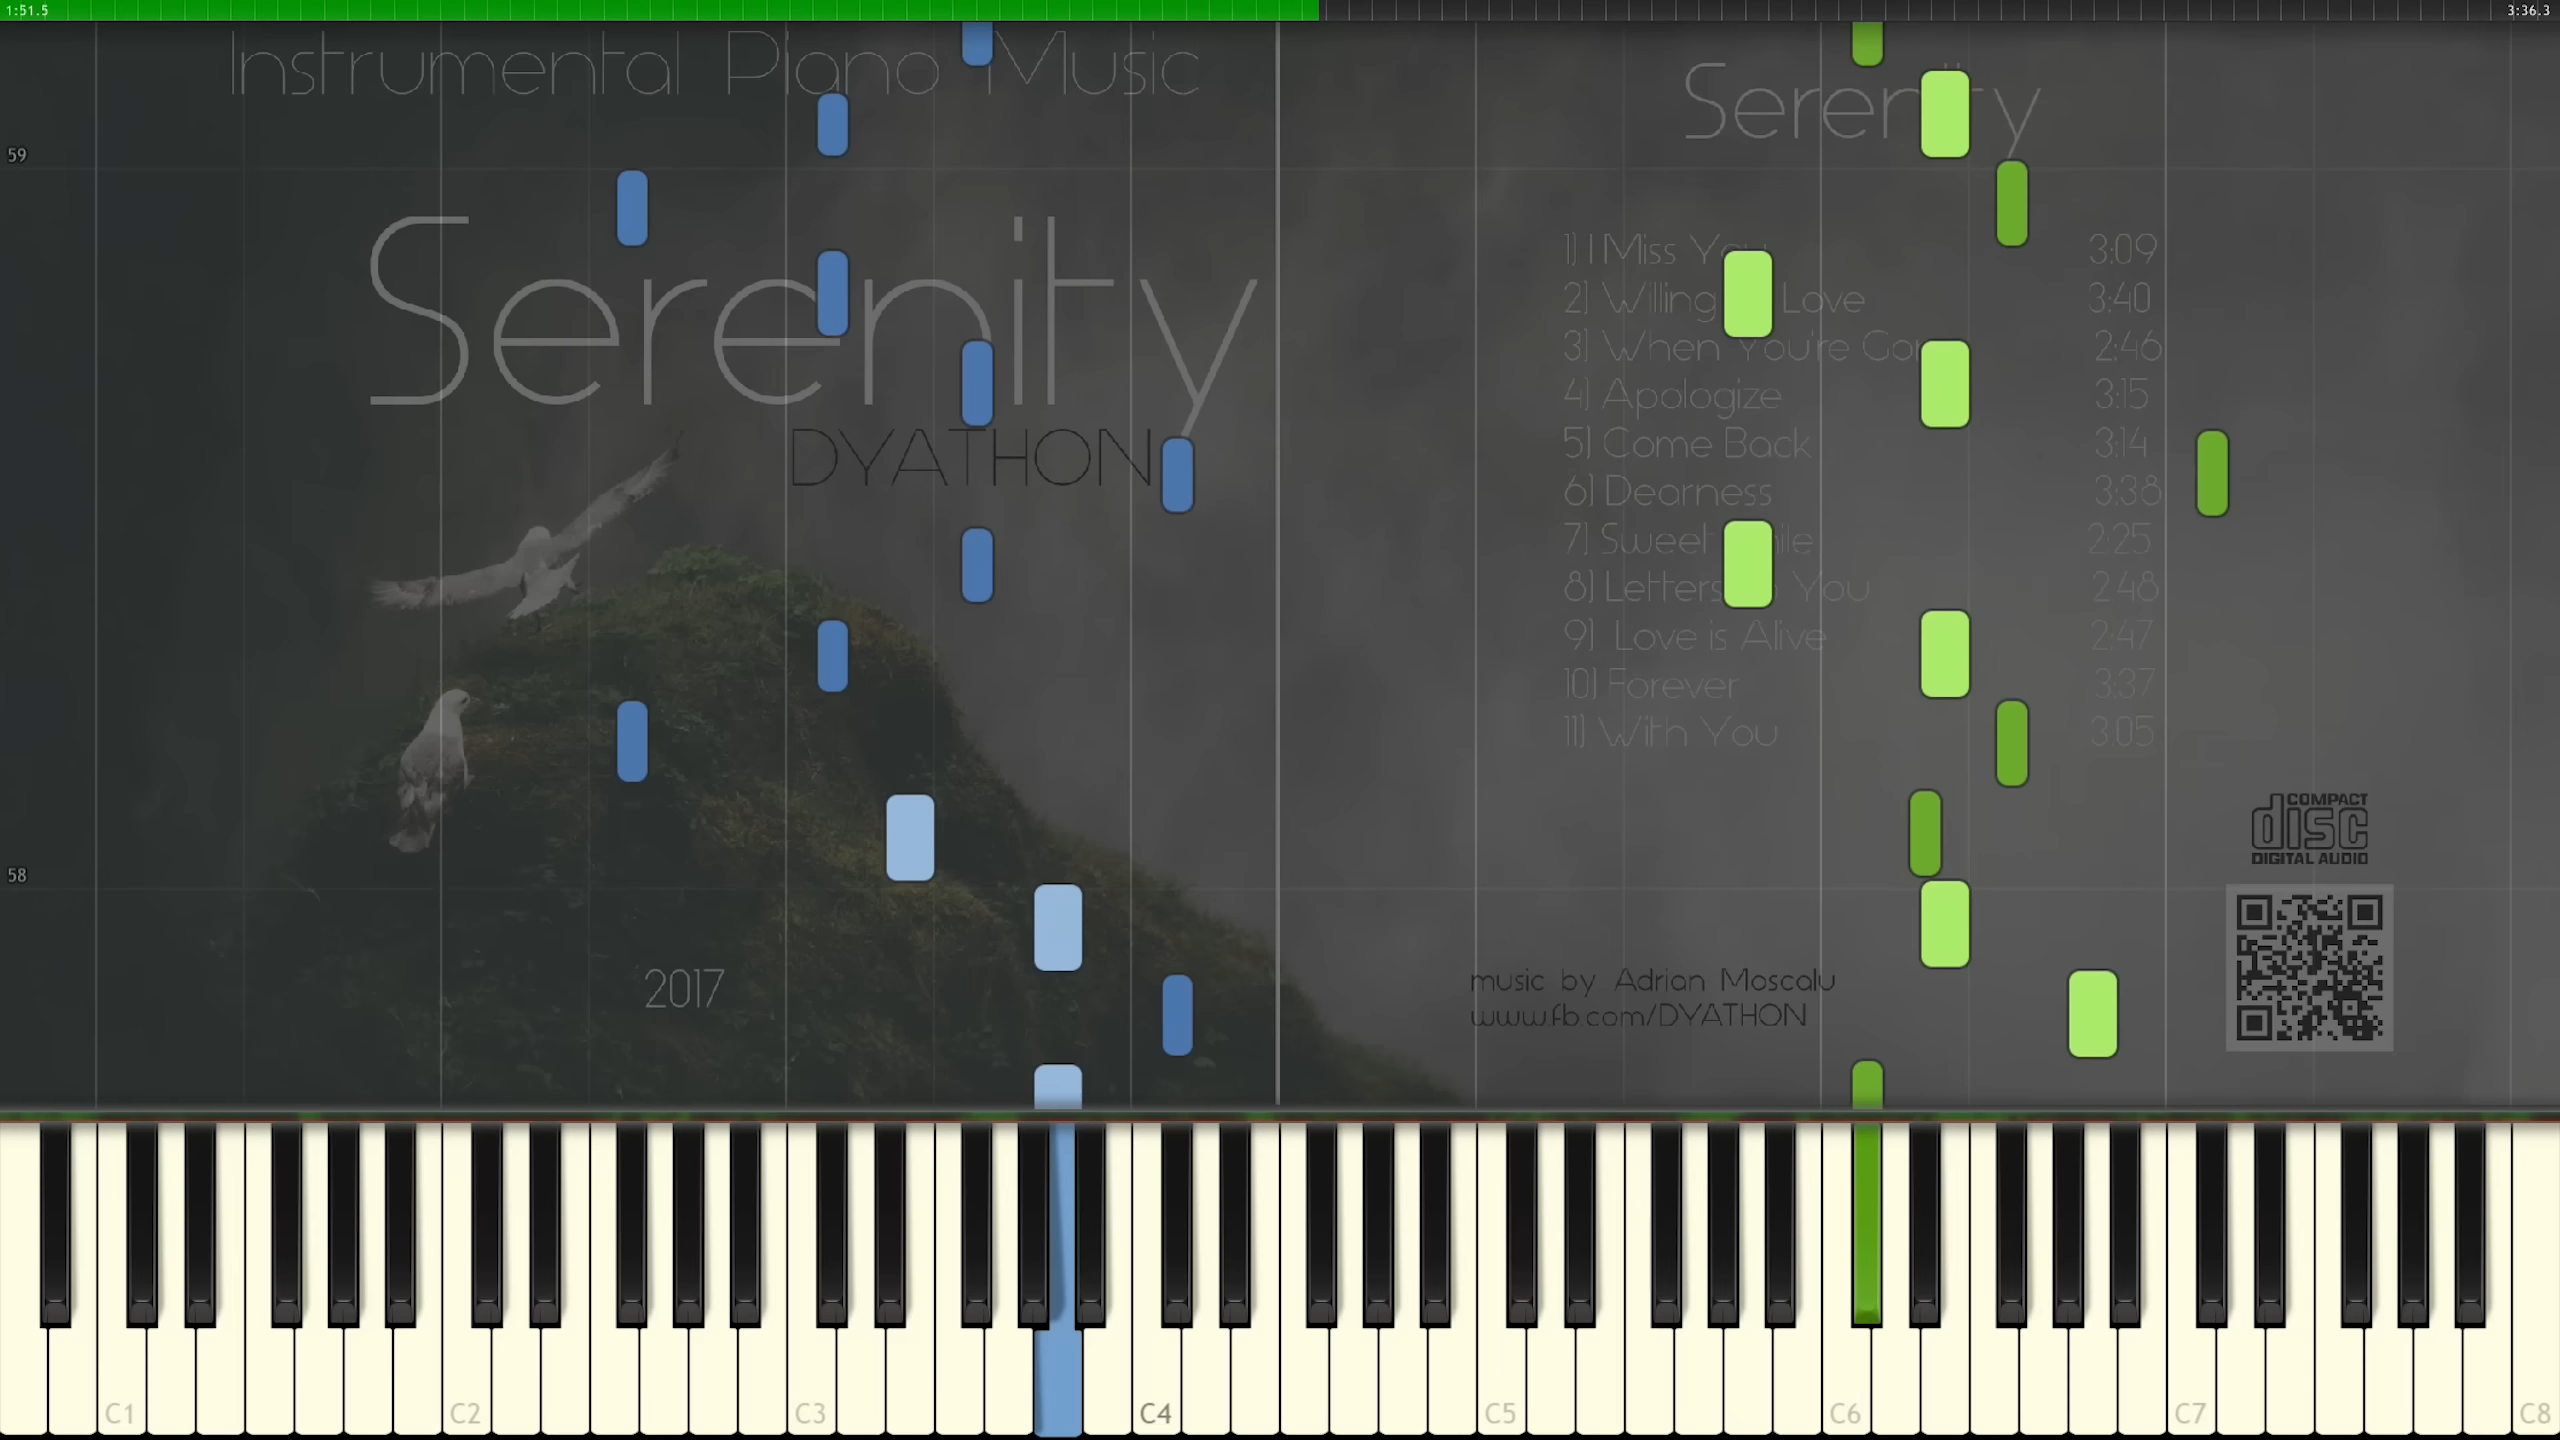 1:51.5
3:36.3
Instrumental Piano Music
Serenity
59
Serenity
DYATHON
1) I Miss You 3:09
2) Willing Love 3:40
3) When You're 2:46
4) Apologize 3:15
5) Come Back 3:14
6) Dearness 3:38
7) Sweet 2:25
8) Letters You 2:48
9) Love is Alive 2:47
10) Forever 3:37
11) With You 3:05
COMPACT
disc
DIGITAL AUDIO
58
2017
music by Adrian Moscalu
www.fb.com/DYATHON
C1 C2 C3 C4 C5 C6 C7 C8